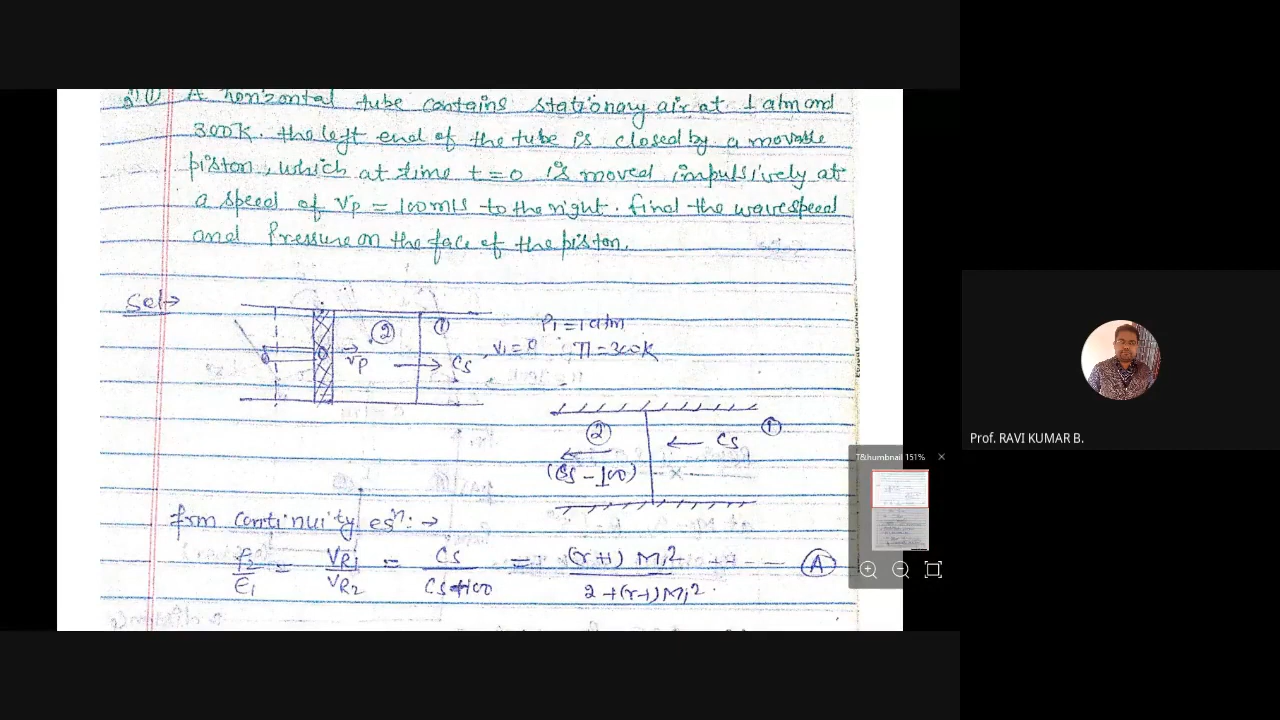 2) ① A horizontal tube contains stationary air at 1 atm and
300K. the left end of the tube is closed by a movable
piston, which at time t=0 is moved impulsively at
a speed of Vp = 100m/s to the right. find the wavespeed
and Pressure on the face of the piston.
Sol→
② ① P1 = 1 atm
Vp Cs V1=0 T1 = 300K
② ← Cs ①
(Cs - 100)
from continuity eqn. →
ρ2/ρ1 = VR1/VR2 = Cs/Cs-100 = (r+1) M1²/2+(r-1)M1² - - - Ⓐ
T&thumbnail 151%
Prof. RAVI KUMAR B.